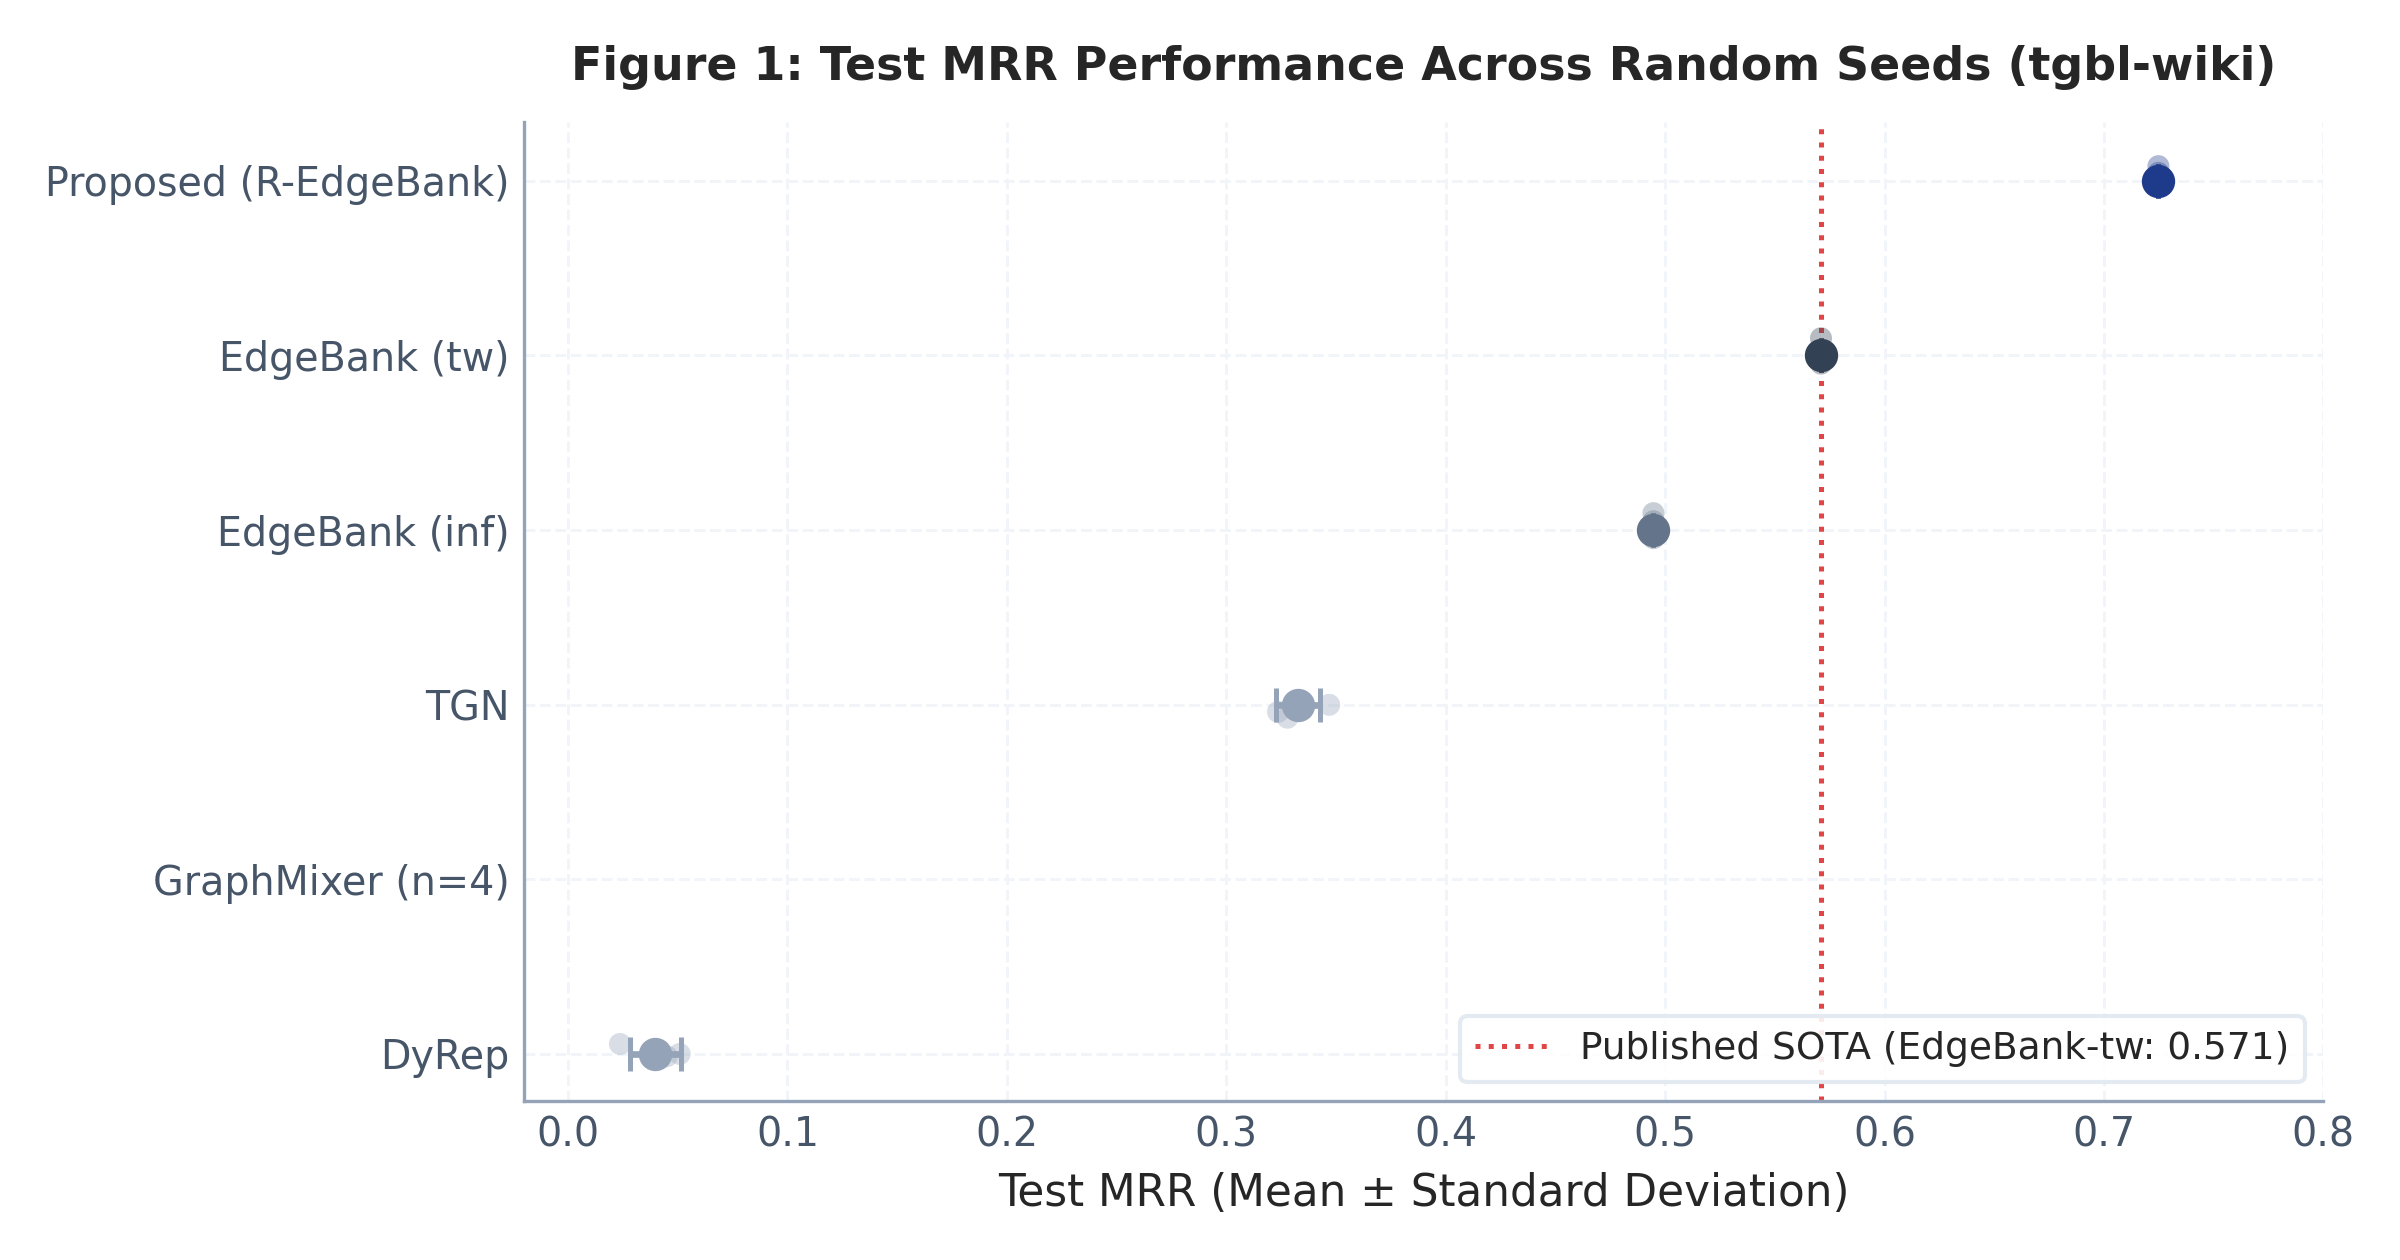 Figure 1: Test MRR Performance Across Random Seeds (tgbl-wiki)
Proposed (R-EdgeBank)
EdgeBank (tw)
EdgeBank (inf)
TGN
GraphMixer (n=4)
DyRep
Published SOTA (EdgeBank-tw: 0.571)
0.0 0.1 0.2 0.3 0.4 0.5 0.6 0.7 0.8
Test MRR (Mean ± Standard Deviation)